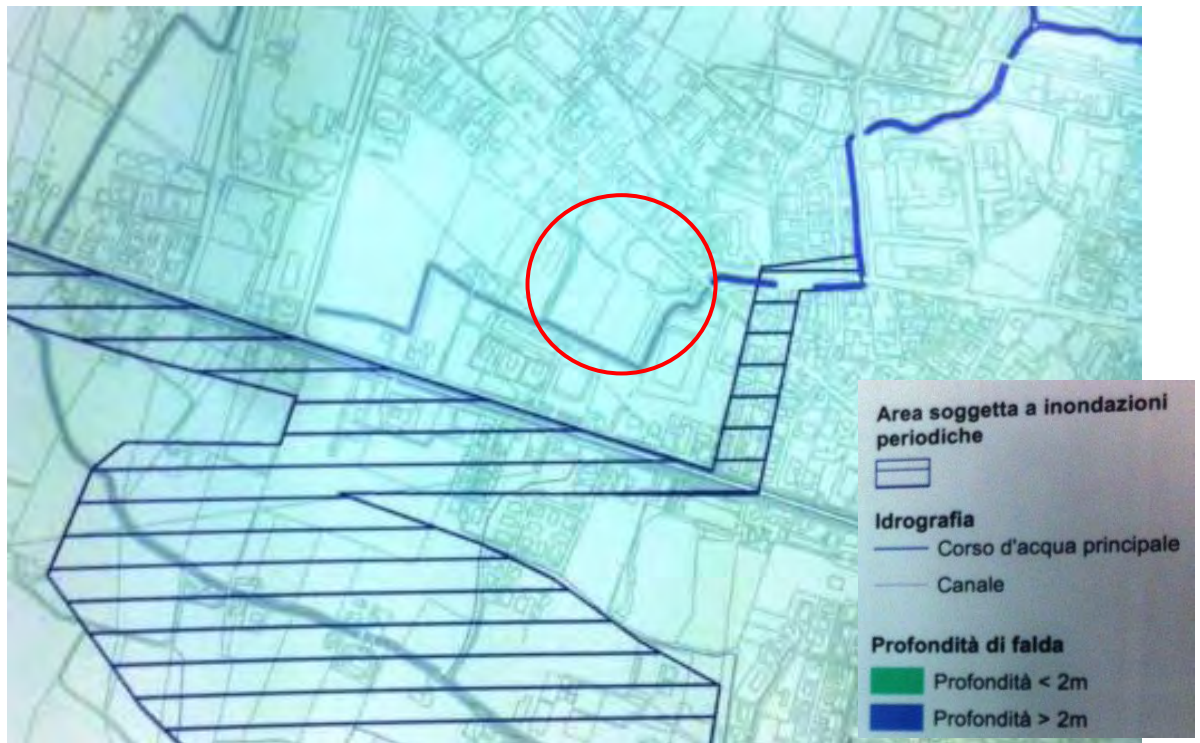 Area soggetta a inondazioni
periodiche
Idrografia
Corso d'acqua principale
Canale
Profondità di falda
Profondità < 2m
Profondità > 2m